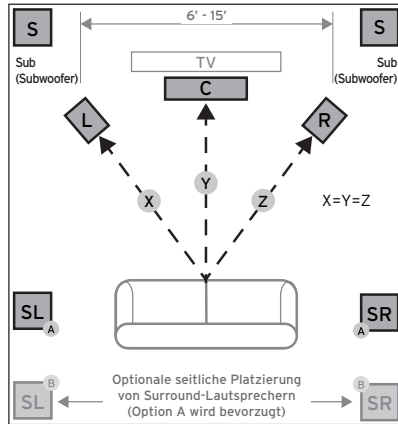 6′ - 15′
S
S
Sub
(Subwoofer)
Sub
(Subwoofer)
TV
C
L
R
X
Y
Z
X=Y=Z
SL
A
SR
A
B
SL
B
SR
Optionale seitliche Platzierung
von Surround-Lautsprechern
(Option A wird bevorzugt)